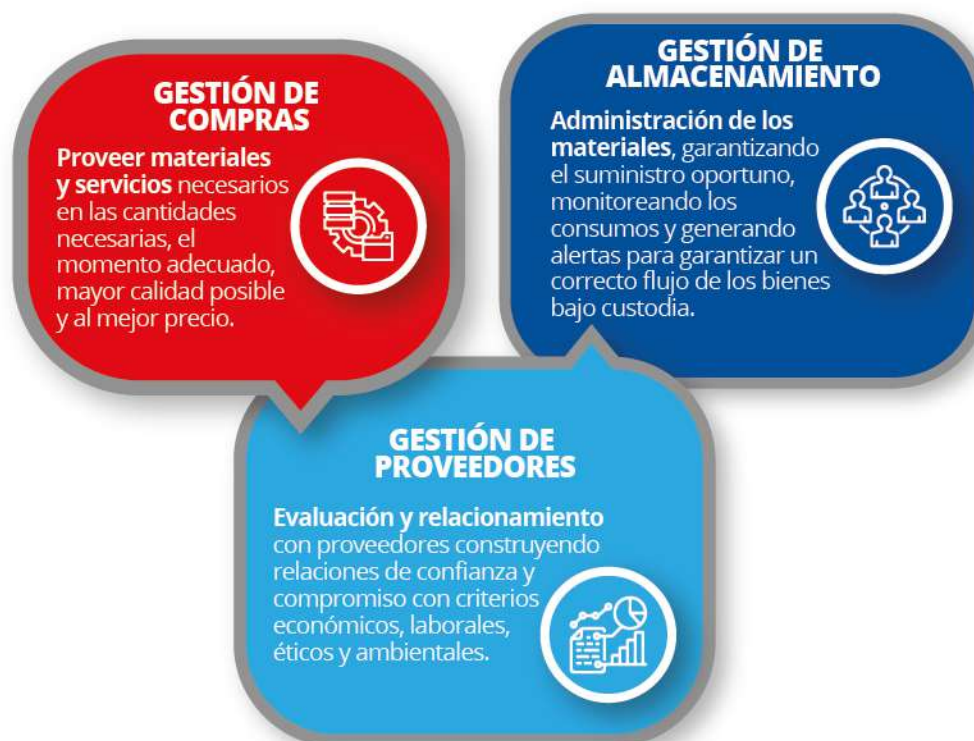 GESTIÓN DE
COMPRAS
Proveer materiales
y servicios necesarios
en las cantidades
necesarias, el
momento adecuado,
mayor calidad posible
y al mejor precio.
GESTIÓN DE
ALMACENAMIENTO
Administración de los
materiales, garantizando
el suministro oportuno,
monitoreando los
consumos y generando
alertas para garantizar un
correcto flujo de los bienes
bajo custodia.
GESTIÓN DE
PROVEEDORES
Evaluación y relacionamiento
con proveedores construyendo
relaciones de confianza y
compromiso con criterios
económicos, laborales,
éticos y ambientales.